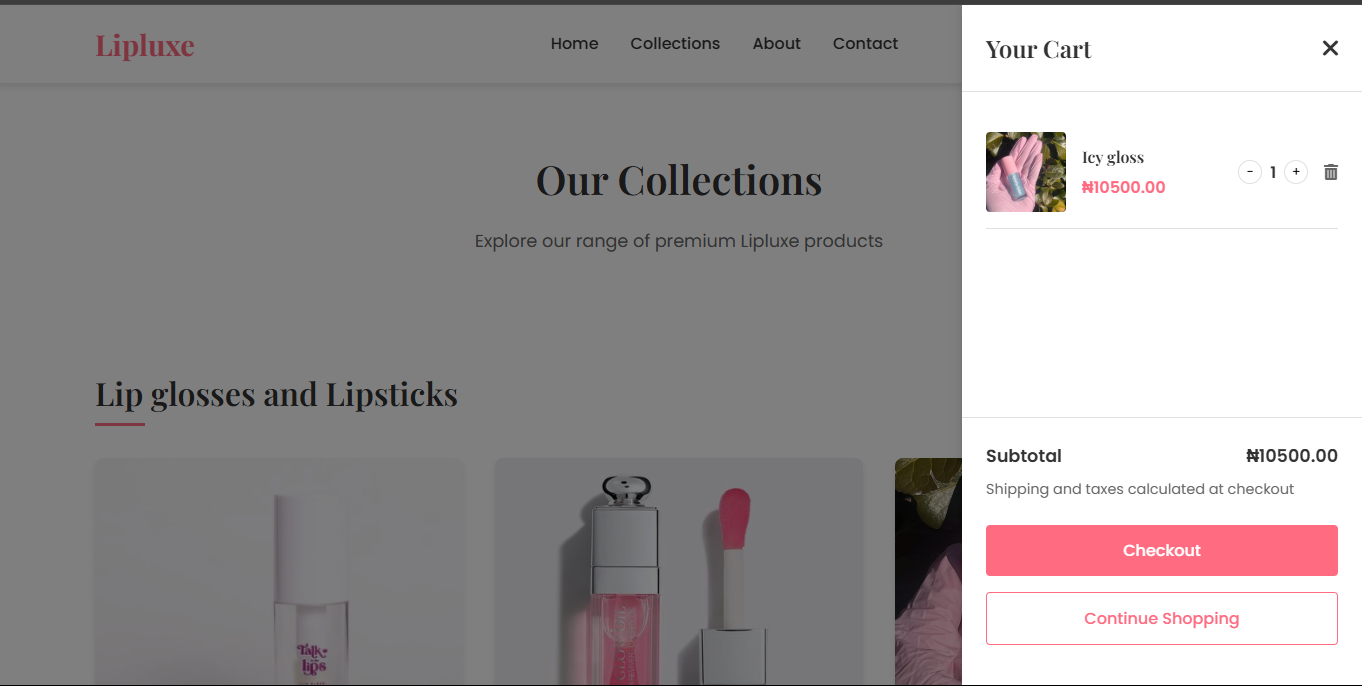 Lipluxe
Home Collections About Contact
Our Collections
Explore our range of premium Lipluxe products
Lip glosses and Lipsticks
Talk
lips
Your Cart
Icy gloss
₦10500.00
- 1 +
Subtotal ₦10500.00
Shipping and taxes calculated at checkout
Checkout
Continue Shopping